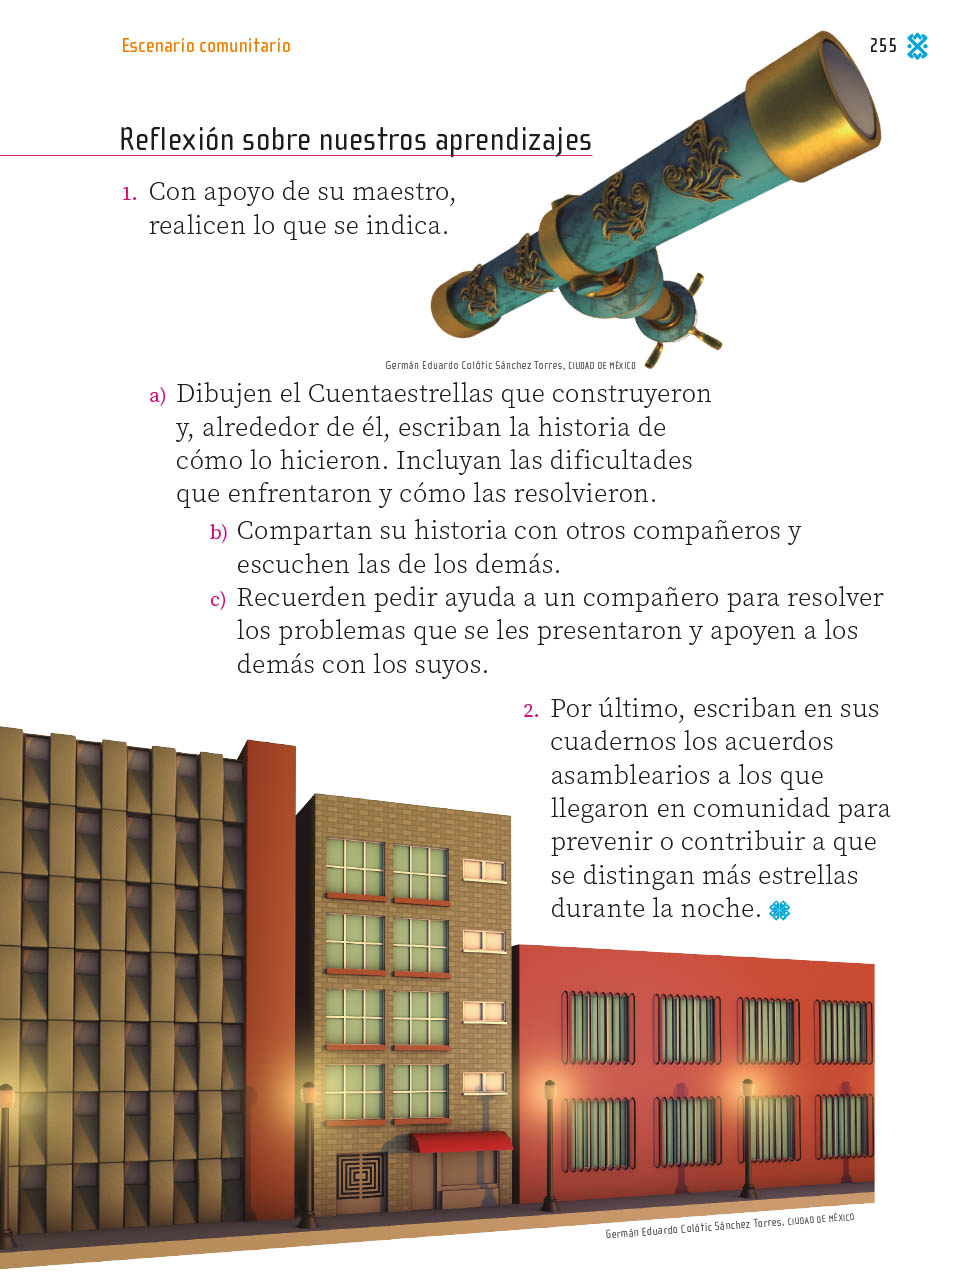 Escenario comunitario
255
Reflexión sobre nuestros aprendizajes
1. Con apoyo de su maestro,
realicen lo que se indica.
Germán Eduardo Colótic Sánchez Torres, CIUDAD DE MÉXICO
a) Dibujen el Cuentaestrellas que construyeron
y, alrededor de él, escriban la historia de
cómo lo hicieron. Incluyan las dificultades
que enfrentaron y cómo las resolvieron.
b) Compartan su historia con otros compañeros y
escuchen las de los demás.
c) Recuerden pedir ayuda a un compañero para resolver
los problemas que se les presentaron y apoyen a los
demás con los suyos.
2. Por último, escriban en sus
cuadernos los acuerdos
asamblearios a los que
llegaron en comunidad para
prevenir o contribuir a que
se distingan más estrellas
durante la noche.
Germán Eduardo Colótic Sánchez Torres, CIUDAD DE MÉXICO